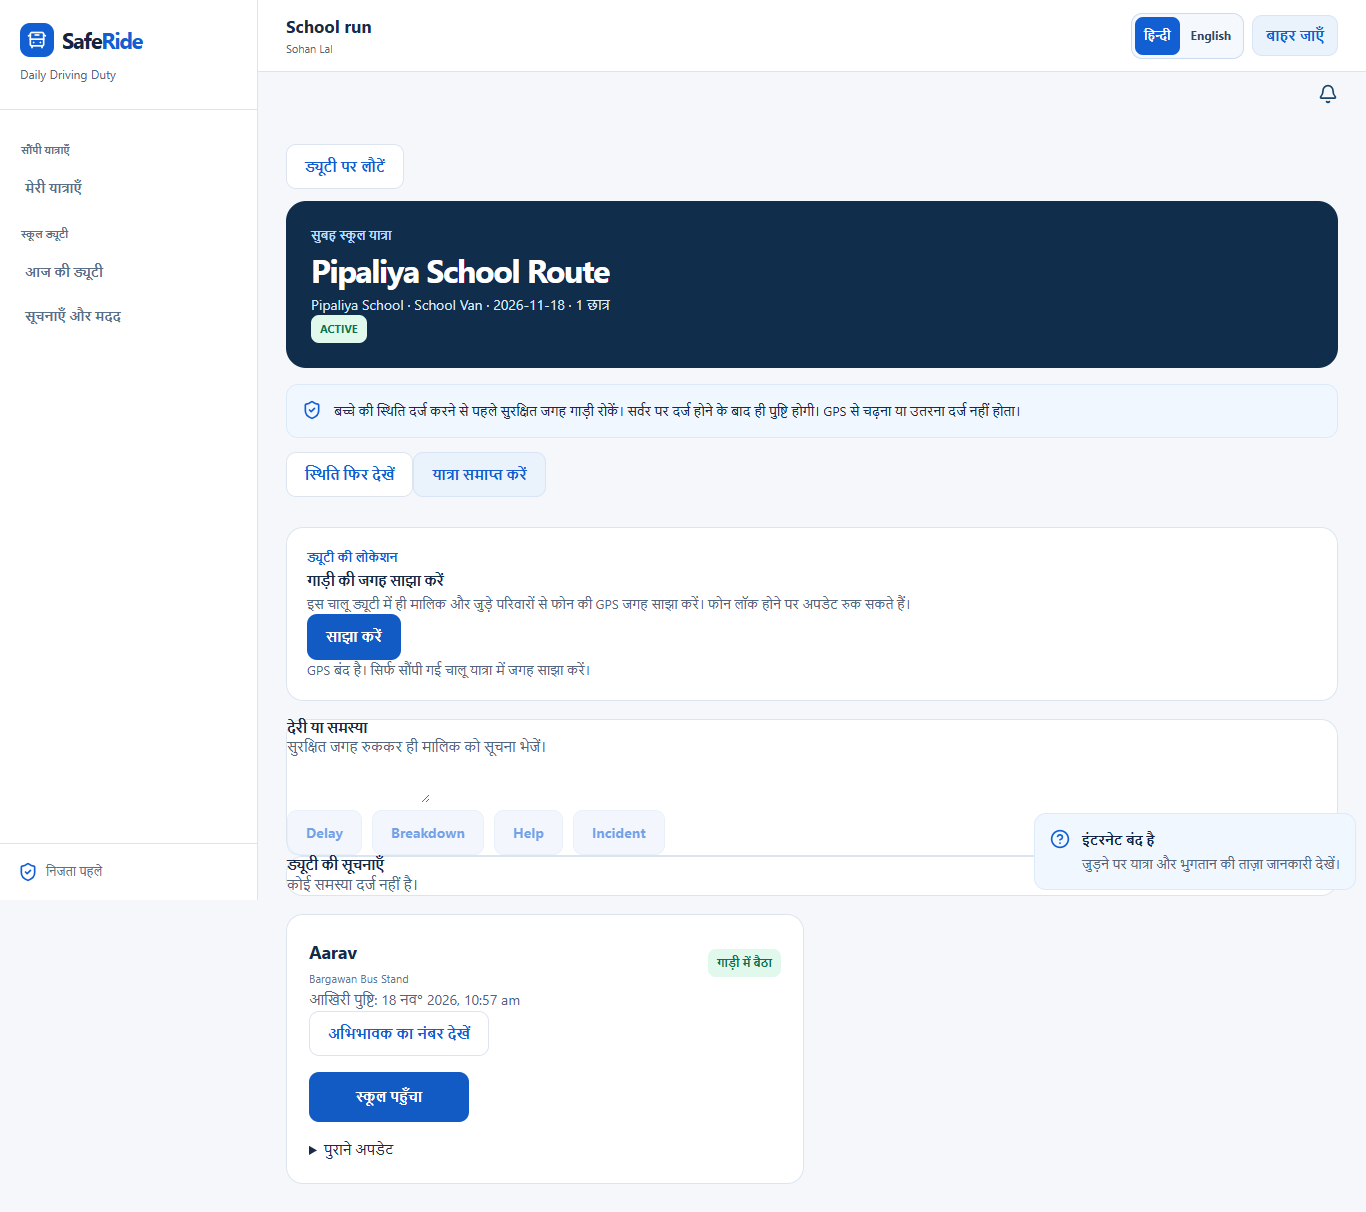 SafeRide
Daily Driving Duty
सौंपी यात्राएँ
मेरी यात्राएँ
स्कूल ड्यूटी
आज की ड्यूटी
सूचनाएँ और मदद
निजता पहले
School run
Sohan Lal
हिन्दी English बाहर जाएँ
ड्यूटी पर लौटें
सुबह स्कूल यात्रा
Pipaliya School Route
Pipaliya School · School Van · 2026-11-18 · 1 छात्र
ACTIVE
बच्चे की स्थिति दर्ज करने से पहले सुरक्षित जगह गाड़ी रोकें। सर्वर पर दर्ज होने के बाद ही पुष्टि होगी। GPS से चढ़ना या उतरना दर्ज नहीं होता।
स्थिति फिर देखें यात्रा समाप्त करें
ड्यूटी की लोकेशन
गाड़ी की जगह साझा करें
इस चालू ड्यूटी में ही मालिक और जुड़े परिवारों से फोन की GPS जगह साझा करें। फोन लॉक होने पर अपडेट रुक सकते हैं।
साझा करें
GPS बंद है। सिर्फ सौंपी गई चालू यात्रा में जगह साझा करें।
देरी या समस्या
सुरक्षित जगह रुककर ही मालिक को सूचना भेजें।
Delay Breakdown Help Incident
ड्यूटी की सूचनाएँ
कोई समस्या दर्ज नहीं है।
इंटरनेट बंद है
जुड़ने पर यात्रा और भुगतान की ताज़ा जानकारी देखें।
Aarav
गाड़ी में बैठा
Bargawan Bus Stand
आखिरी पुष्टि: 18 नव॰ 2026, 10:57 am
अभिभावक का नंबर देखें
स्कूल पहुँचा
पुराने अपडेट